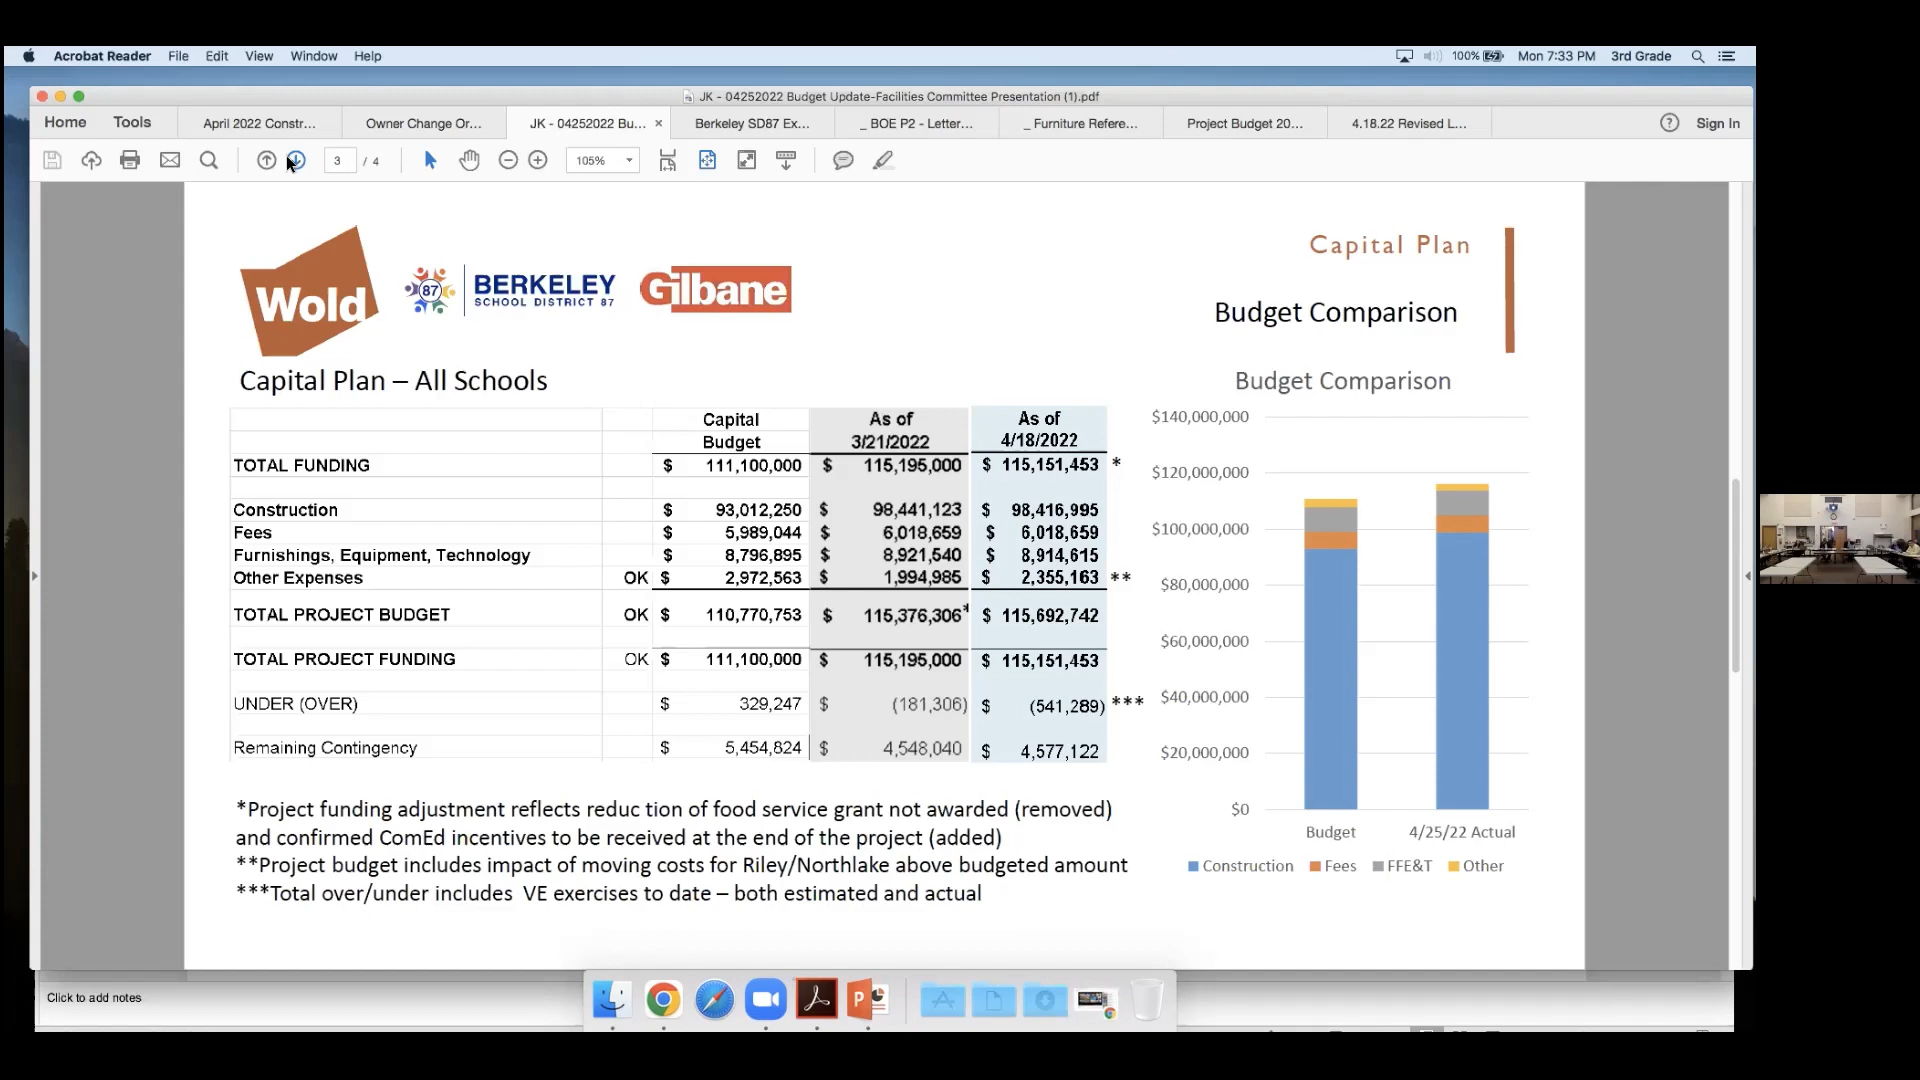 Acrobat Reader File Edit View Window Help 100% Mon 7:33 PM 3rd Grade
JK - 04252022 Budget Update-Facilities Committee Presentation (1).pdf
Home Tools April 2022 Constr... Owner Change Or... JK - 04252022 Bu... × Berkeley SD87 Ex... _ BOE P2 - Letter... _ Furniture Refere... Project Budget 20... 4.18.22 Revised L... ? Sign In
3 / 4 105%
Wold
87 BERKELEY
SCHOOL DISTRICT 87
Gilbane
Capital Plan
Budget Comparison
Capital Plan – All Schools
Capital As of As of
Budget 3/21/2022 4/18/2022
TOTAL FUNDING $ 111,100,000 $ 115,195,000 $ 115,151,453 *
Construction $ 93,012,250 $ 98,441,123 $ 98,416,995
Fees $ 5,989,044 $ 6,018,659 $ 6,018,659
Furnishings, Equipment, Technology $ 8,796,895 $ 8,921,540 $ 8,914,615
Other Expenses OK $ 2,972,563 $ 1,994,985 $ 2,355,163 **
TOTAL PROJECT BUDGET OK $ 110,770,753 $ 115,376,306* $ 115,692,742
TOTAL PROJECT FUNDING OK $ 111,100,000 $ 115,195,000 $ 115,151,453
UNDER (OVER) $ 329,247 $ (181,306) $ (541,289) ***
Remaining Contingency $ 5,454,824 $ 4,548,040 $ 4,577,122
*Project funding adjustment reflects reduc tion of food service grant not awarded (removed)
and confirmed ComEd incentives to be received at the end of the project (added)
**Project budget includes impact of moving costs for Riley/Northlake above budgeted amount
***Total over/under includes VE exercises to date – both estimated and actual
Budget Comparison
$140,000,000
$120,000,000
$100,000,000
$80,000,000
$60,000,000
$40,000,000
$20,000,000
$0
Budget 4/25/22 Actual
Construction Fees FFE&T Other
Click to add notes